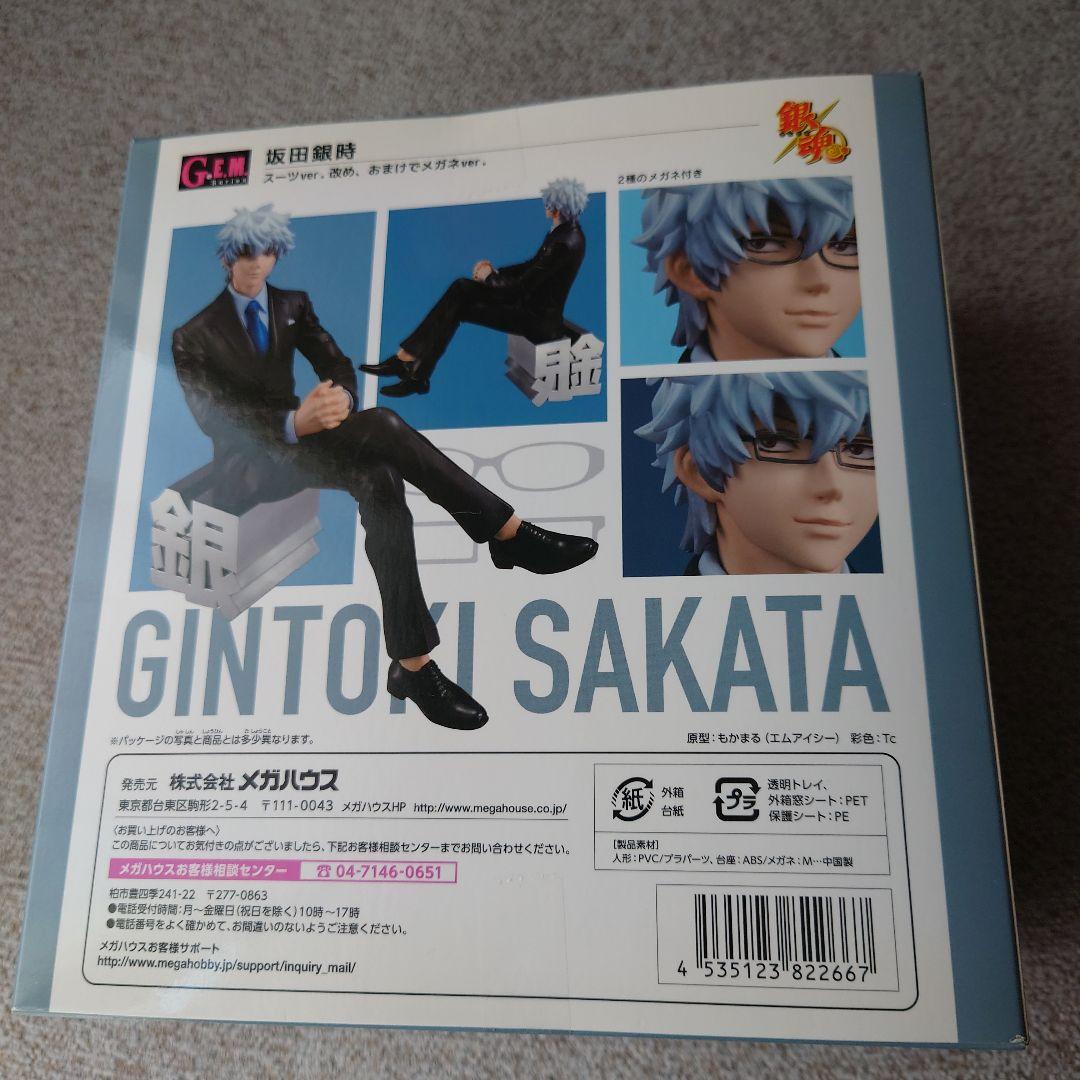 G.E.M.
Series
坂田銀時
スーツver. 改め、おまけでメガネver.
銀魂
2種のメガネ付き
銀
銀
GINTOKI SAKATA
※パッケージの写真と商品とは多少異なります。
原型:もかまる(エムアイシー) 彩色:Tc
発売元 株式会社 メガハウス
東京都台東区駒形2-5-4 〒111-0043 メガハウスHP http://www.megahouse.co.jp/
〈お買い上げのお客様へ〉
この商品についてお気付きの点がございましたら、下記お客様相談センターまでお問い合わせください。
メガハウスお客様相談センター ☎04-7146-0651
柏市豊四季241-22 〒277-0863
●電話受付時間:月〜金曜日(祝日を除く)10時〜17時
●電話番号をよく確かめて、お間違いのないようご注意ください。
メガハウスお客様サポート
http://www.megahobby.jp/support/inquiry_mail/
紙 外箱
台紙
プラ 透明トレイ、
外箱窓シート:PET
保護シート:PE
[製品素材]
人形:PVC/プラパーツ、台座:ABS/メガネ:M…中国製
4 535123 822667